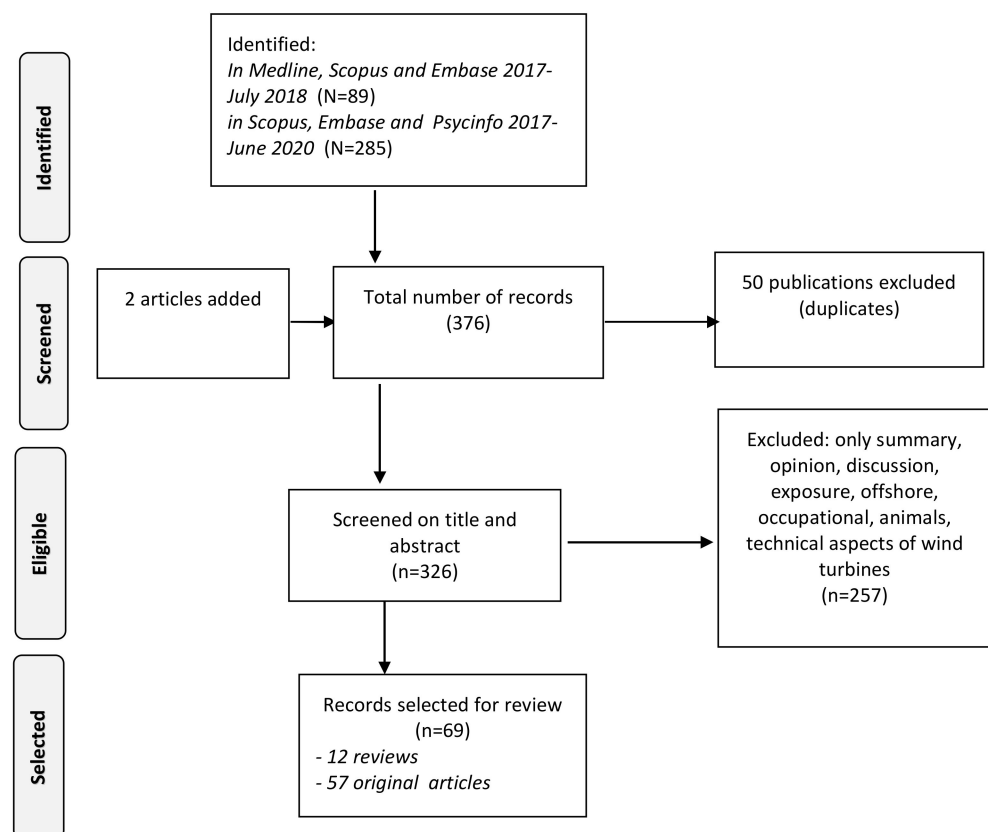 Identified
Identified:
In Medline, Scopus and Embase 2017-
July 2018 (N=89)
in Scopus, Embase and Psycinfo 2017-
June 2020 (N=285)
Screened
2 articles added
Total number of records
(376)
50 publications excluded
(duplicates)
Eligible
Screened on title and
abstract
(n=326)
Excluded: only summary,
opinion, discussion,
exposure, offshore,
occupational, animals,
technical aspects of wind
turbines
(n=257)
Selected
Records selected for review
(n=69)
- 12 reviews
- 57 original articles